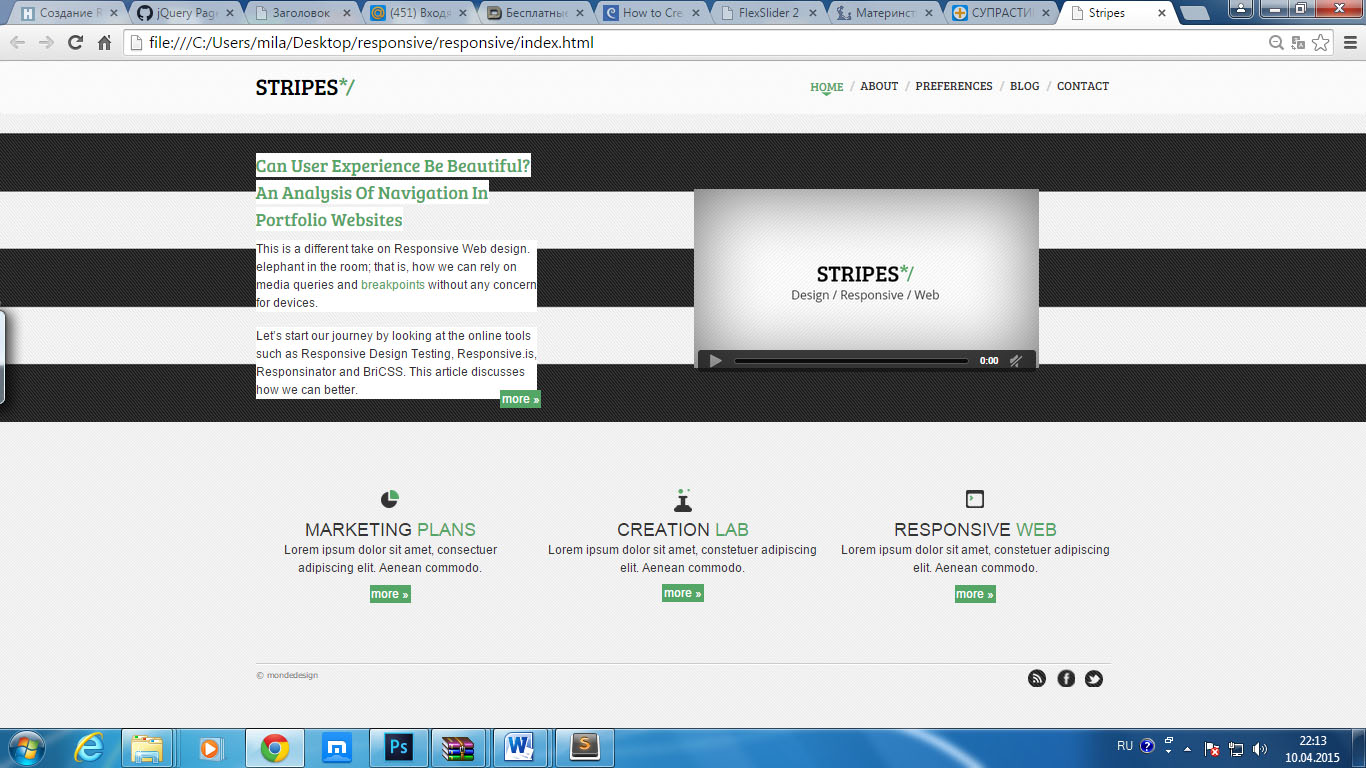 Создание R
jQuery Page
Заголовок
(451) Входя
Бесплатные
How to Cre
FlexSlider 2
Материнст
СУПРАСТИН
Stripes
file:///C:/Users/mila/Desktop/responsive/responsive/index.html
STRIPES*/
HOME / ABOUT / PREFERENCES / BLOG / CONTACT
Can User Experience Be Beautiful?
An Analysis Of Navigation In
Portfolio Websites
This is a different take on Responsive Web design.
elephant in the room; that is, how we can rely on
media queries and breakpoints without any concern
for devices.
Let's start our journey by looking at the online tools
such as Responsive Design Testing, Responsive.is,
Responsinator and BriCSS. This article discusses
how we can better.
more »
STRIPES*/
Design / Responsive / Web
0:00
MARKETING PLANS
Lorem ipsum dolor sit amet, consectuer
adipiscing elit. Aenean commodo.
more »
CREATION LAB
Lorem ipsum dolor sit amet, constetuer adipiscing
elit. Aenean commodo.
more »
RESPONSIVE WEB
Lorem ipsum dolor sit amet, constetuer adipiscing
elit. Aenean commodo.
more »
© mondedesign
RU
22:13
10.04.2015